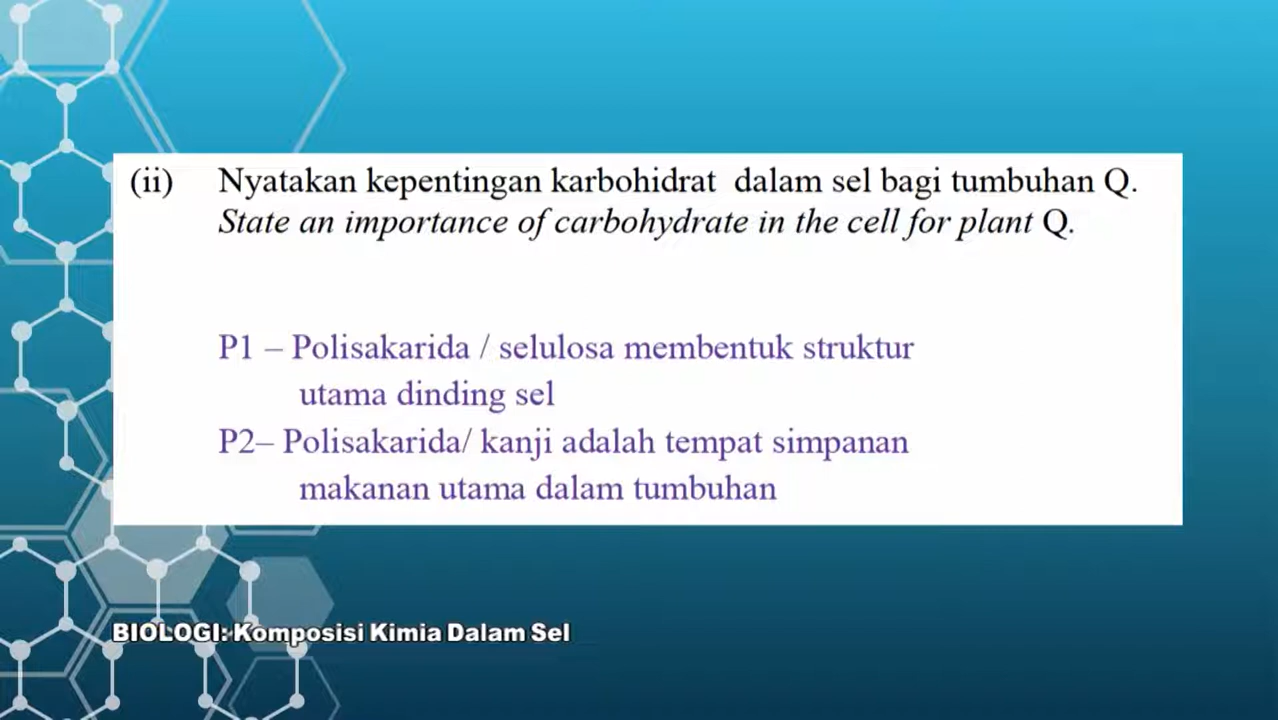 (ii) Nyatakan kepentingan karbohidrat dalam sel bagi tumbuhan Q.
State an importance of carbohydrate in the cell for plant Q.
P1 – Polisakarida / selulosa membentuk struktur
utama dinding sel
P2– Polisakarida/ kanji adalah tempat simpanan
makanan utama dalam tumbuhan
BIOLOGI: Komposisi Kimia Dalam Sel